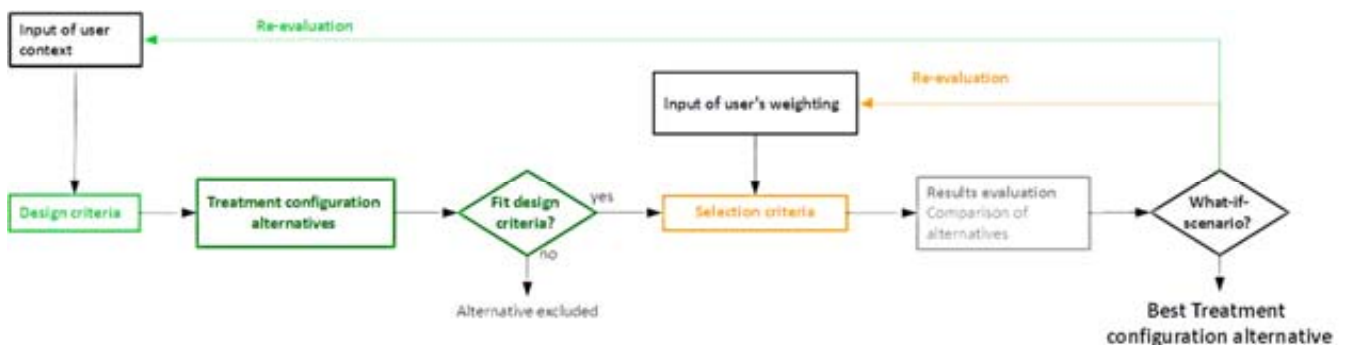 Input of user
context
Re-evaluation
Input of user's weighting
Re-evaluation
Design criteria
Treatment configuration
alternatives
Fit design
criteria?
yes
no
Alternative excluded
Selection criteria
Results evaluation
Comparison of
alternatives
What-if-
scenario?
Best Treatment
configuration alternative